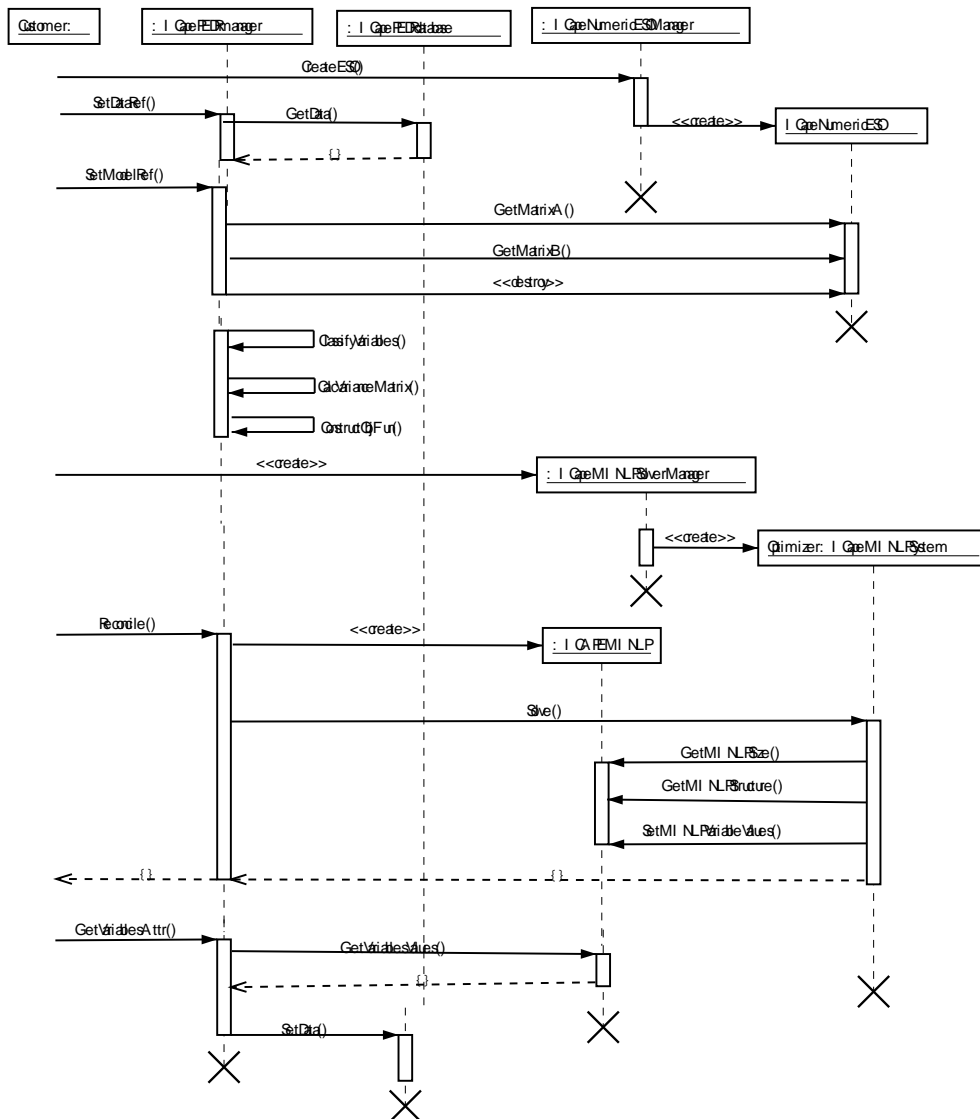 Customer:
: ICapePEDRmanager
: ICapePEDRdatabase
: ICapeNumericESOManager
CreateESO()
SetDataRef()
GetData()
<<create>>
ICapeNumericESO
{}
SetModelRef()
GetMatrixA()
GetMatrixB()
<<destroy>>
ClassifyVariables()
CalcVarianceMatrix()
ConstructObjFun()
<<create>>
: ICapeMINLPSolverManager
<<create>>
Optimizer: ICapeMINLPSystem
Reconcile()
<<create>>
: ICAPEMINLP
Solve()
GetMINLPSize()
GetMINLPStructure()
SetMINLPVariableValues()
{}
{}
GetVariablesAttr()
GetVariablesValues()
{}
SetData()